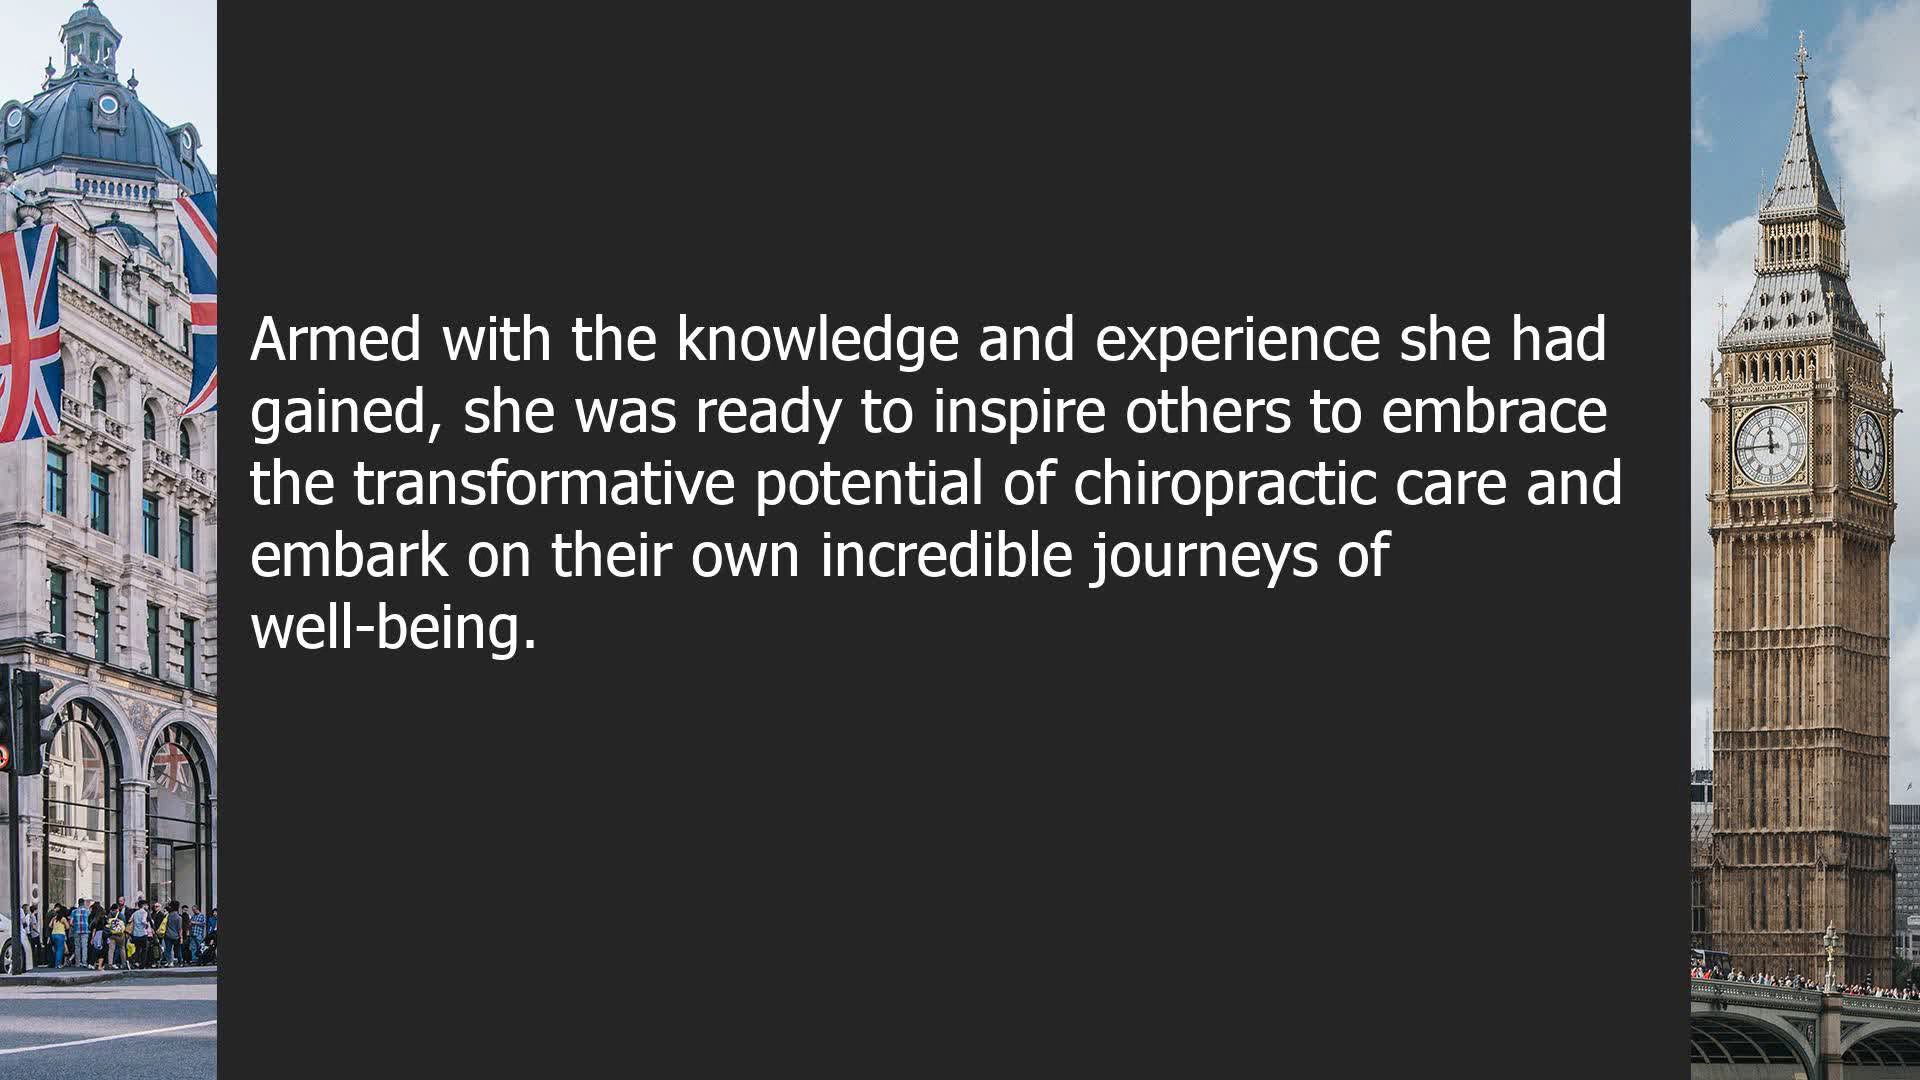 Armed with the knowledge and experience she had
gained, she was ready to inspire others to embrace
the transformative potential of chiropractic care and
embark on their own incredible journeys of
well-being.